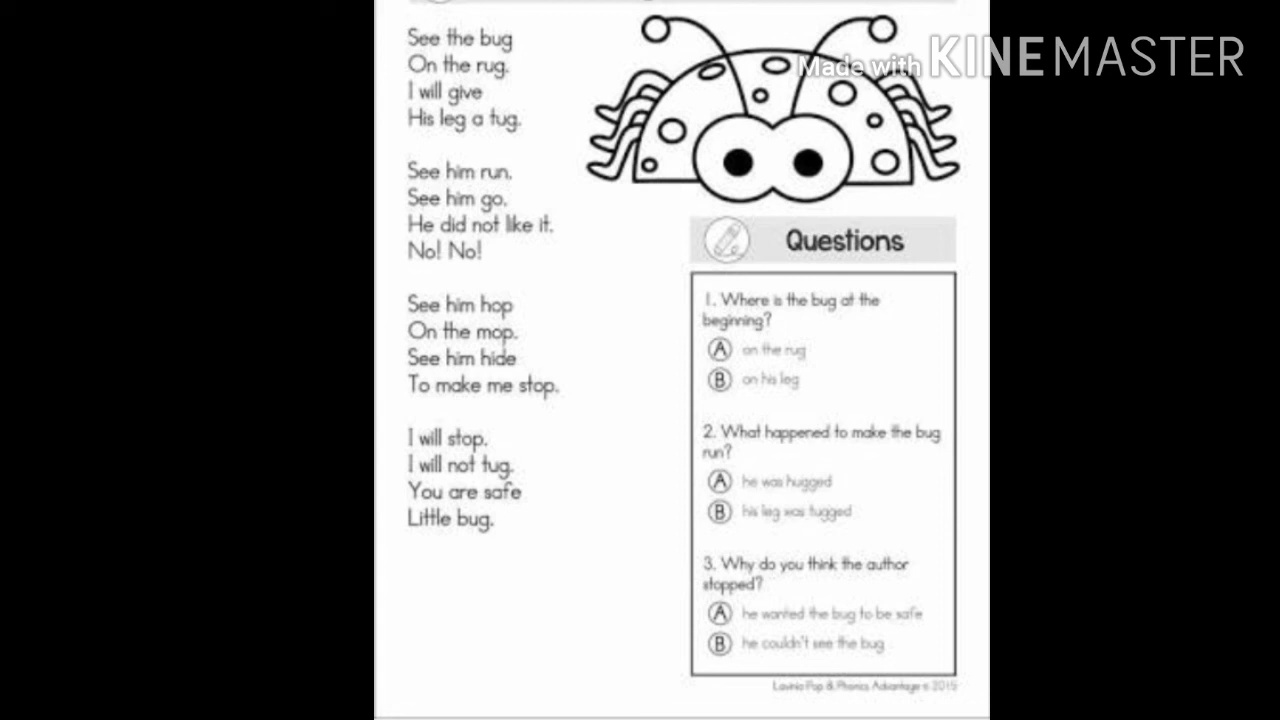 Made with KINEMASTER
See the bug
On the rug.
I will give
His leg a tug.
See him run.
See him go.
He did not like it.
No! No!
See him hop
On the mop.
See him hide
To make me stop.
I will stop.
I will not tug.
You are safe
Little bug.
Questions
1. Where is the bug at the
beginning?
A on the rug
B on his leg
2. What happened to make the bug
run?
A he was hugged
B his leg was tugged
3. Why do you think the author
stopped?
A he wanted the bug to be safe
B he couldn't see the bug
Lavinia Pop & Phonics Advantage © 2015